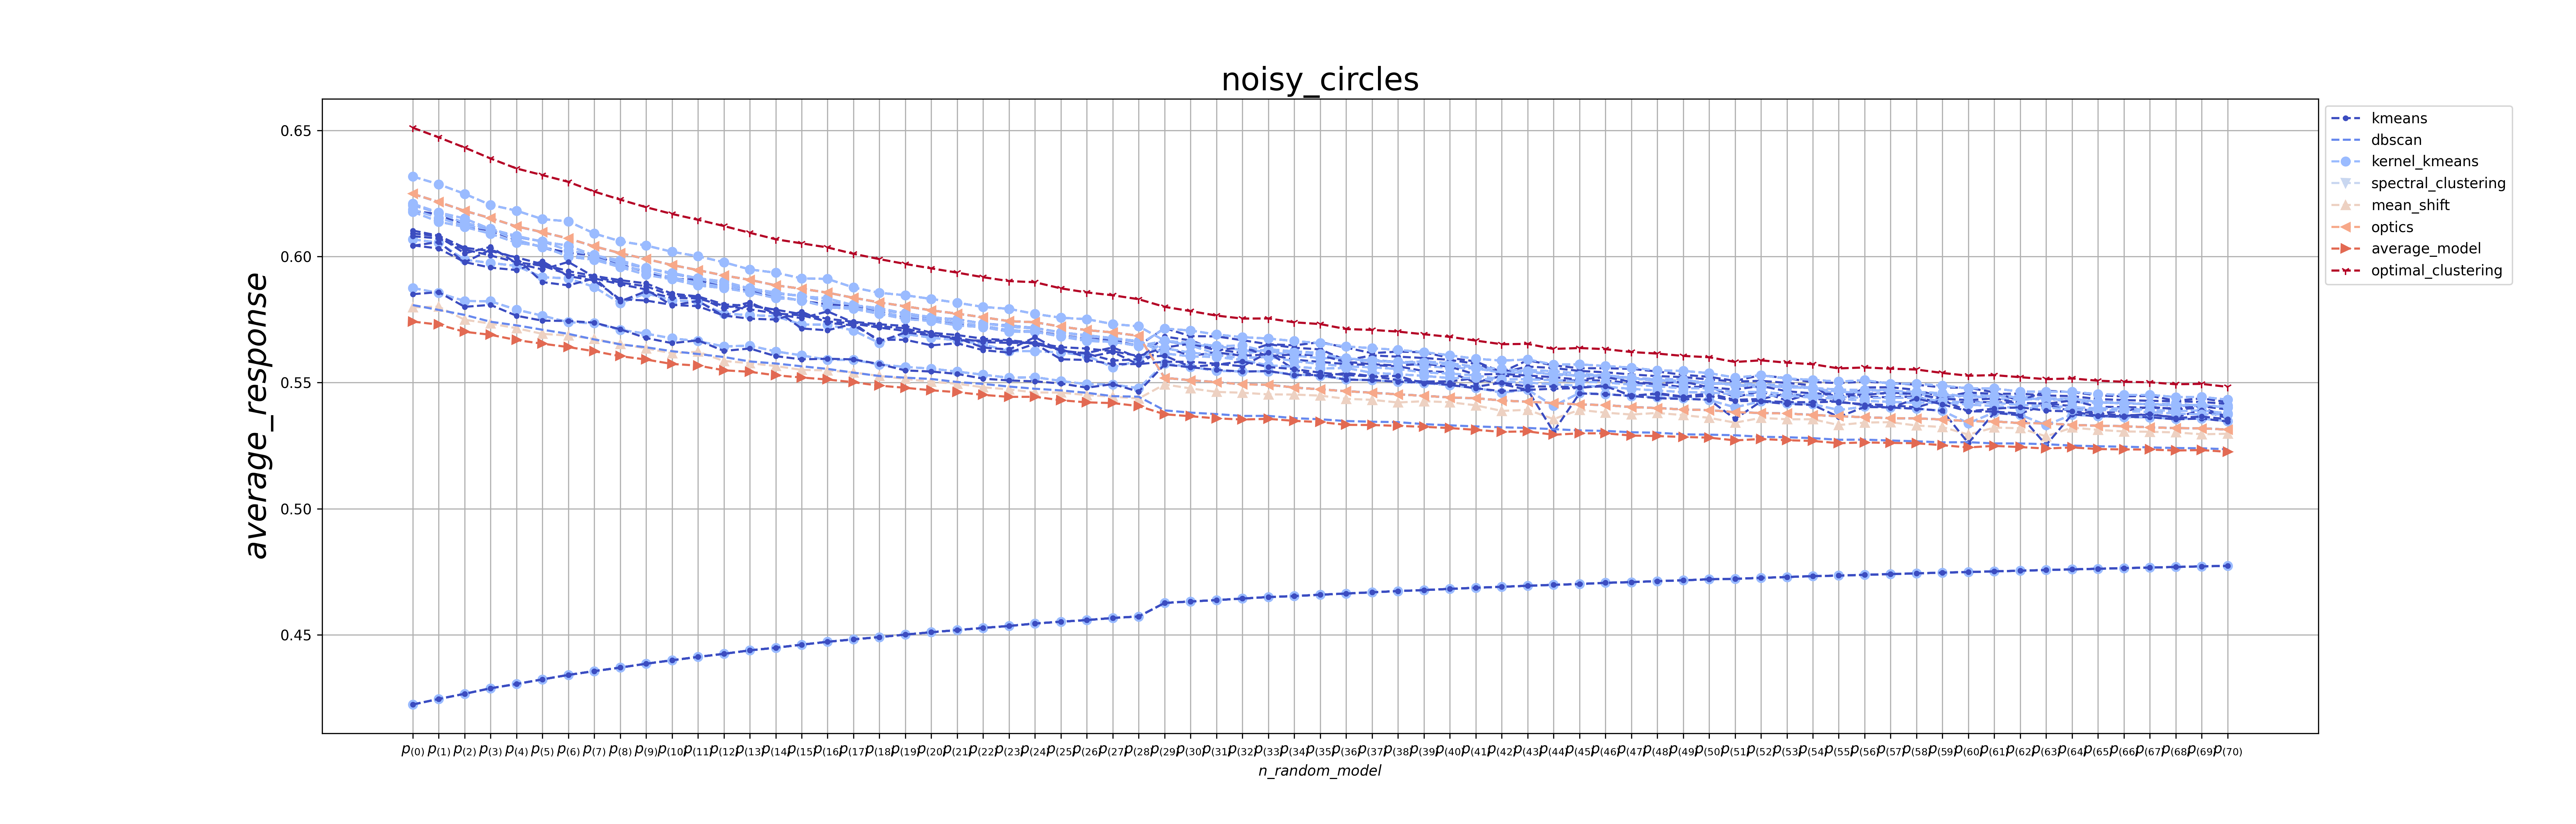 noisy_circles
average_response
0.65
0.60
0.55
0.50
0.45
p(0) p(1) p(2) p(3) p(4) p(5) p(6) p(7) p(8) p(9) p(10) p(11) p(12) p(13) p(14) p(15) p(16) p(17) p(18) p(19) p(20) p(21) p(22) p(23) p(24) p(25) p(26) p(27) p(28) p(29) p(30) p(31) p(32) p(33) p(34) p(35) p(36) p(37) p(38) p(39) p(40) p(41) p(42) p(43) p(44) p(45) p(46) p(47) p(48) p(49) p(50) p(51) p(52) p(53) p(54) p(55) p(56) p(57) p(58) p(59) p(60) p(61) p(62) p(63) p(64) p(65) p(66) p(67) p(68) p(69) p(70)
n_random_model
kmeans
dbscan
kernel_kmeans
spectral_clustering
mean_shift
optics
average_model
optimal_clustering